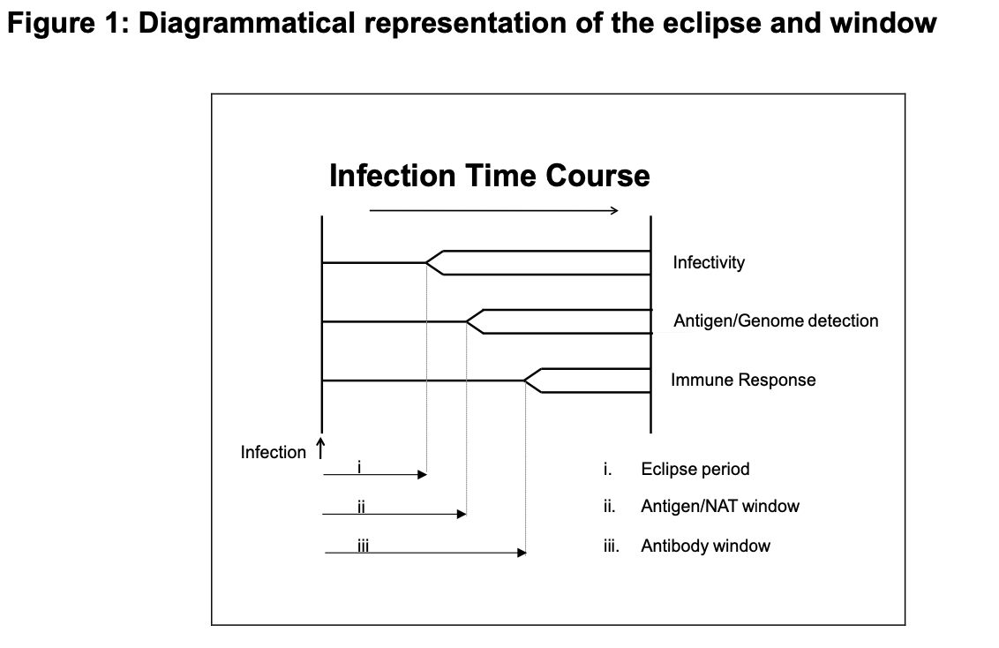 Figure 1: Diagrammatical representation of the eclipse and window
Infection Time Course
Infectivity
Antigen/Genome detection
Immune Response
Infection
i
ii
iii
i. Eclipse period
ii. Antigen/NAT window
iii. Antibody window